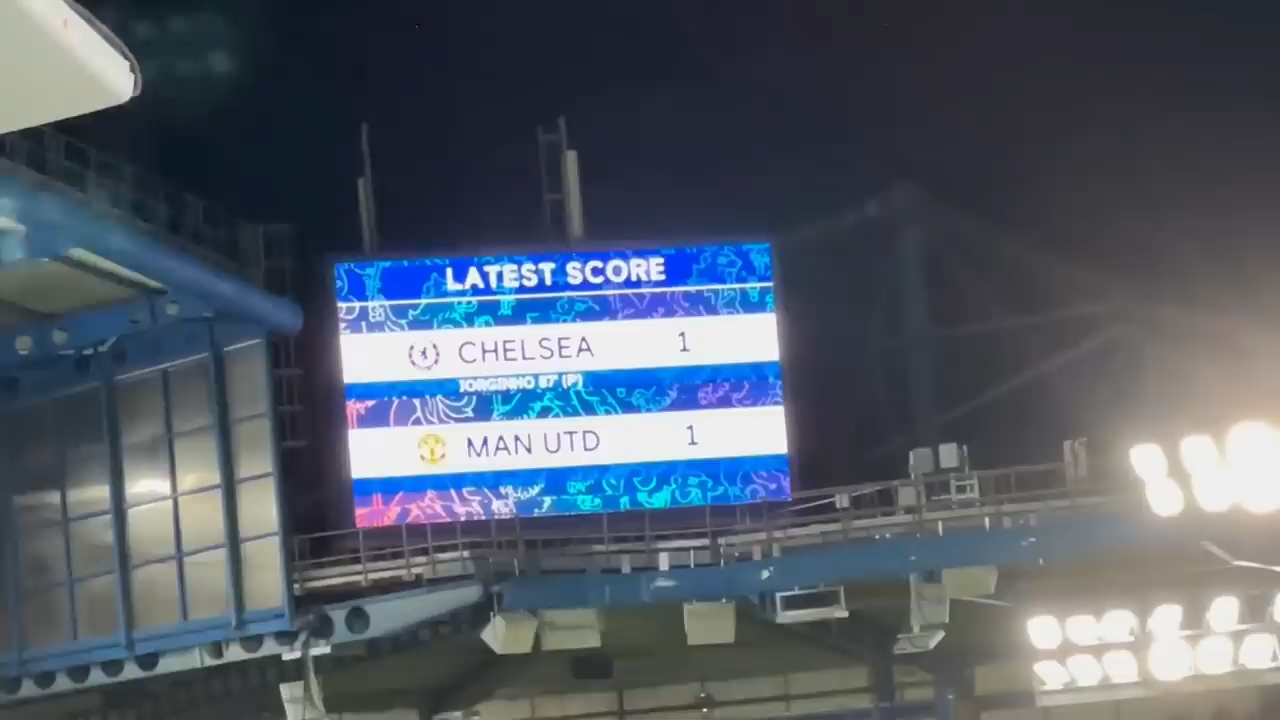 LATEST SCORE
CHELSEA 1
JORGINHO 87' (P)
MAN UTD 1